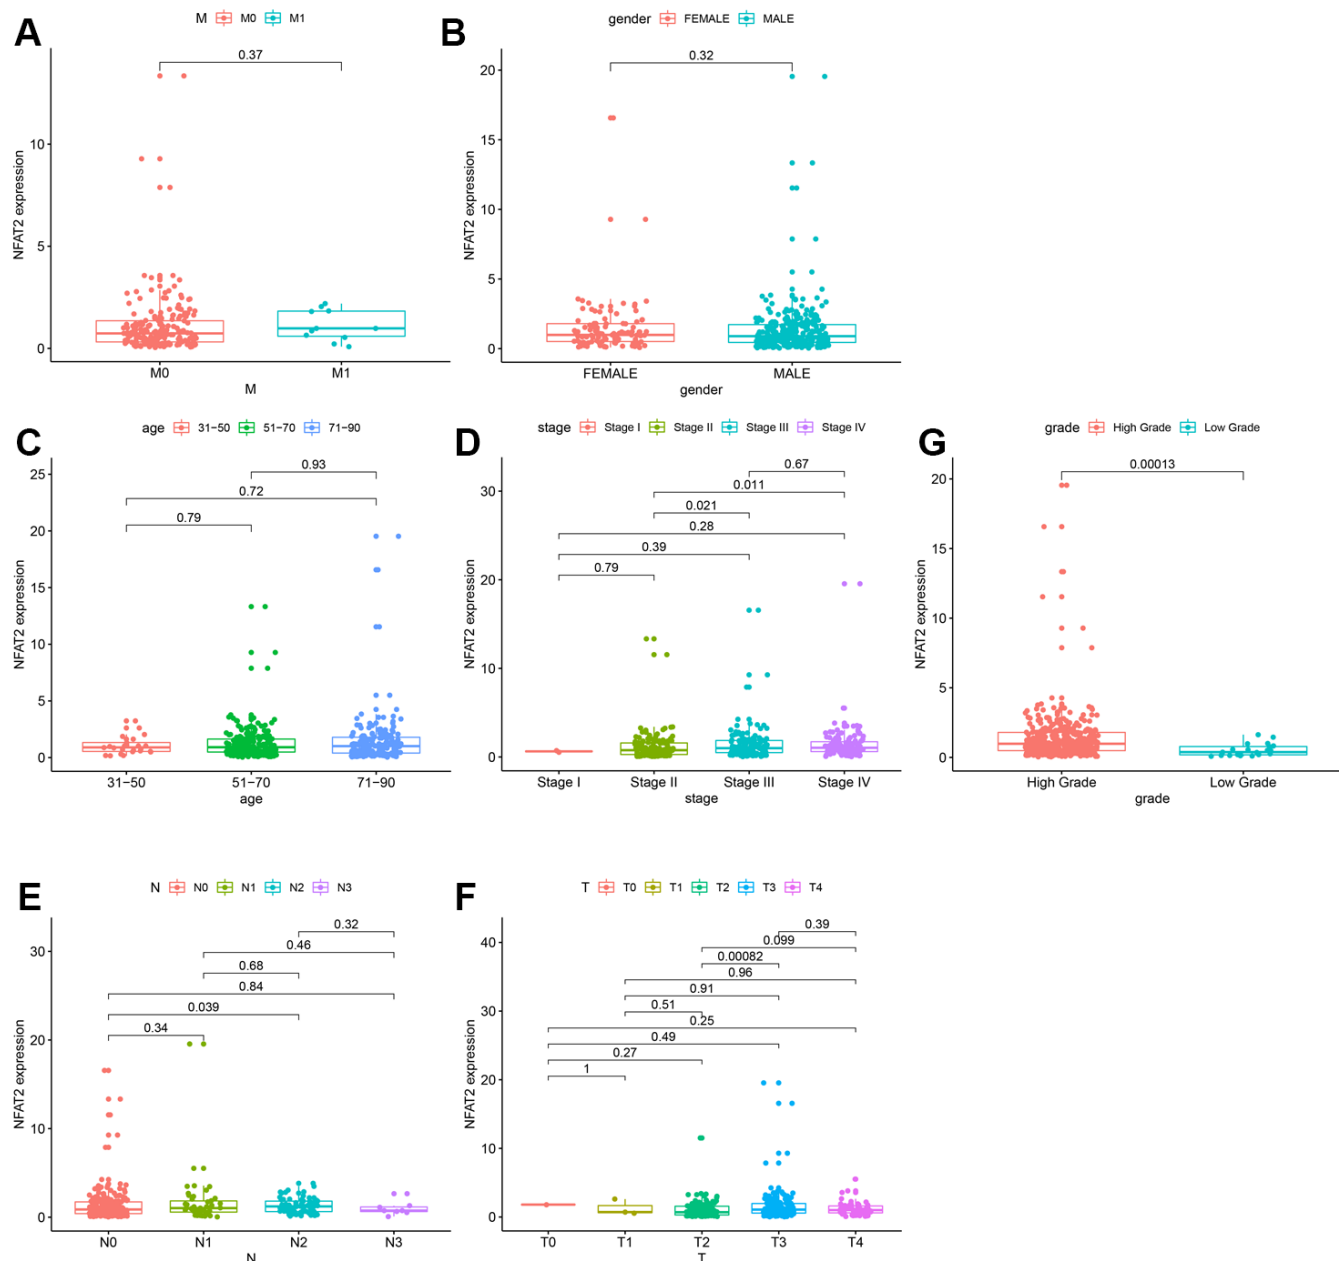 A
M M0 M1
0.37
NFAT2 expression
10
5
0
M0 M1
M
B
gender FEMALE MALE
0.32
NFAT2 expression
20
15
10
5
0
FEMALE MALE
gender
C
age 31−50 51−70 71−90
0.93
0.72
0.79
NFAT2 expression
25
20
15
10
5
0
31−50 51−70 71−90
age
D
stage Stage I Stage II Stage III Stage IV
0.67
0.011
0.021
0.28
0.39
0.79
NFAT2 expression
30
20
10
0
Stage I Stage II Stage III Stage IV
stage
G
grade High Grade Low Grade
0.00013
NFAT2 expression
20
15
10
5
0
High Grade Low Grade
grade
E
N N0 N1 N2 N3
0.32
0.46
0.68
0.84
0.039
0.34
NFAT2 expression
30
20
10
0
N0 N1 N2 N3
N
F
T T0 T1 T2 T3 T4
0.39
0.099
0.00082
0.96
0.91
0.51
0.25
0.49
0.27
1
NFAT2 expression
40
30
20
10
0
T0 T1 T2 T3 T4
T